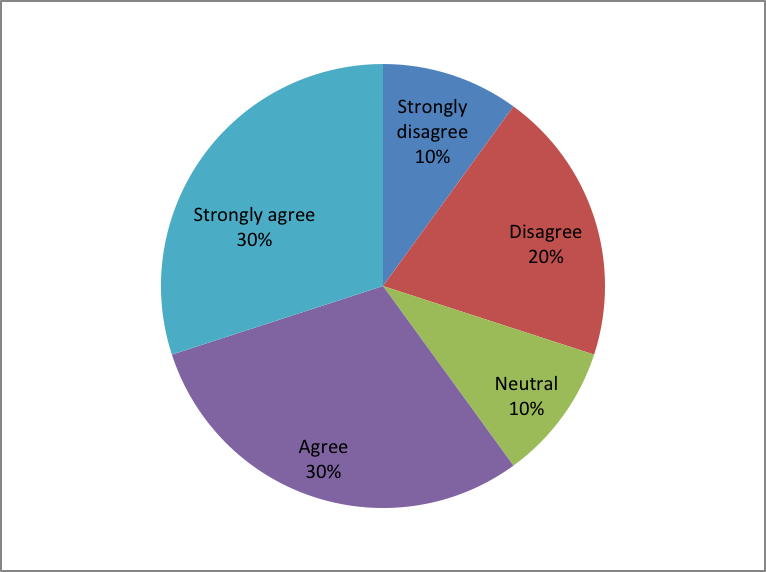 Strongly
disagree
10%
Disagree
20%
Neutral
10%
Agree
30%
Strongly agree
30%